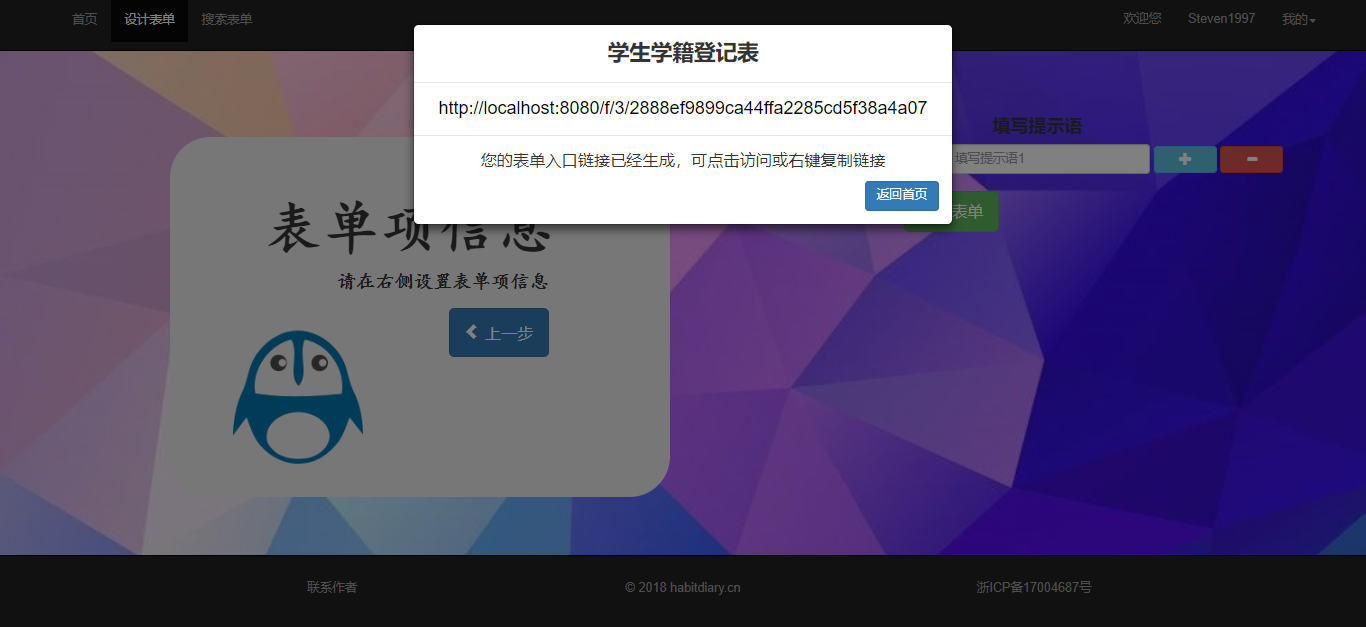 首页 设计表单 搜索表单 欢迎您 Steven1997 我的
学生学籍登记表
http://localhost:8080/f/3/2888ef9899ca44ffa2285cd5f38a4a07
您的表单入口链接已经生成，可点击访问或右键复制链接
返回首页
填写提示语
填写提示语1
表单
表单项信息
请在右侧设置表单项信息
上一步
联系作者 © 2018 habitdiary.cn 浙ICP备17004687号